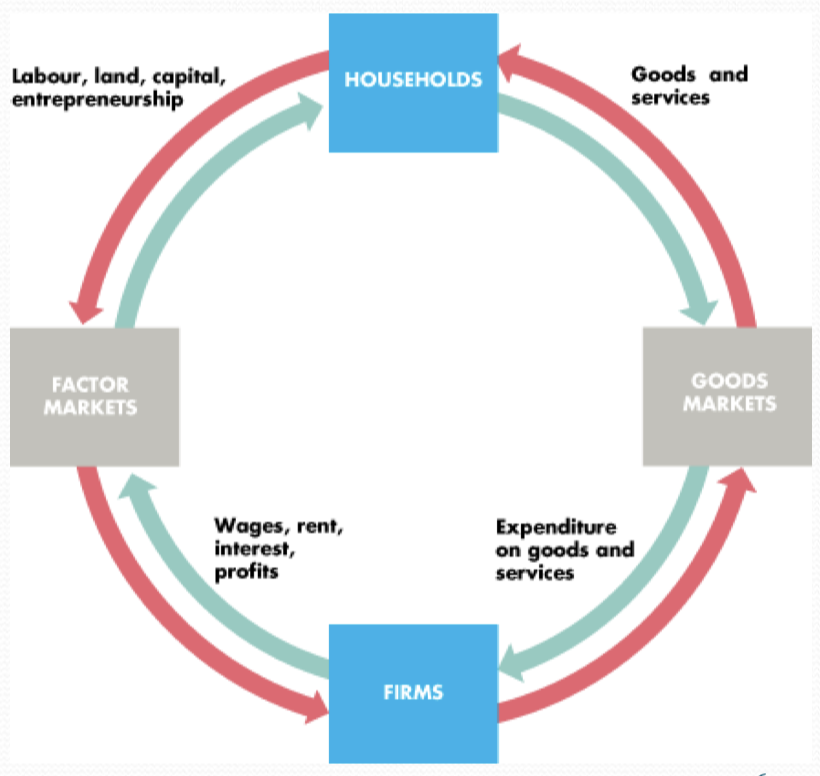 HOUSEHOLDS
Labour, land, capital,
entrepreneurship
Goods and
services
FACTOR
MARKETS
GOODS
MARKETS
Wages, rent,
interest,
profits
Expenditure
on goods and
services
FIRMS